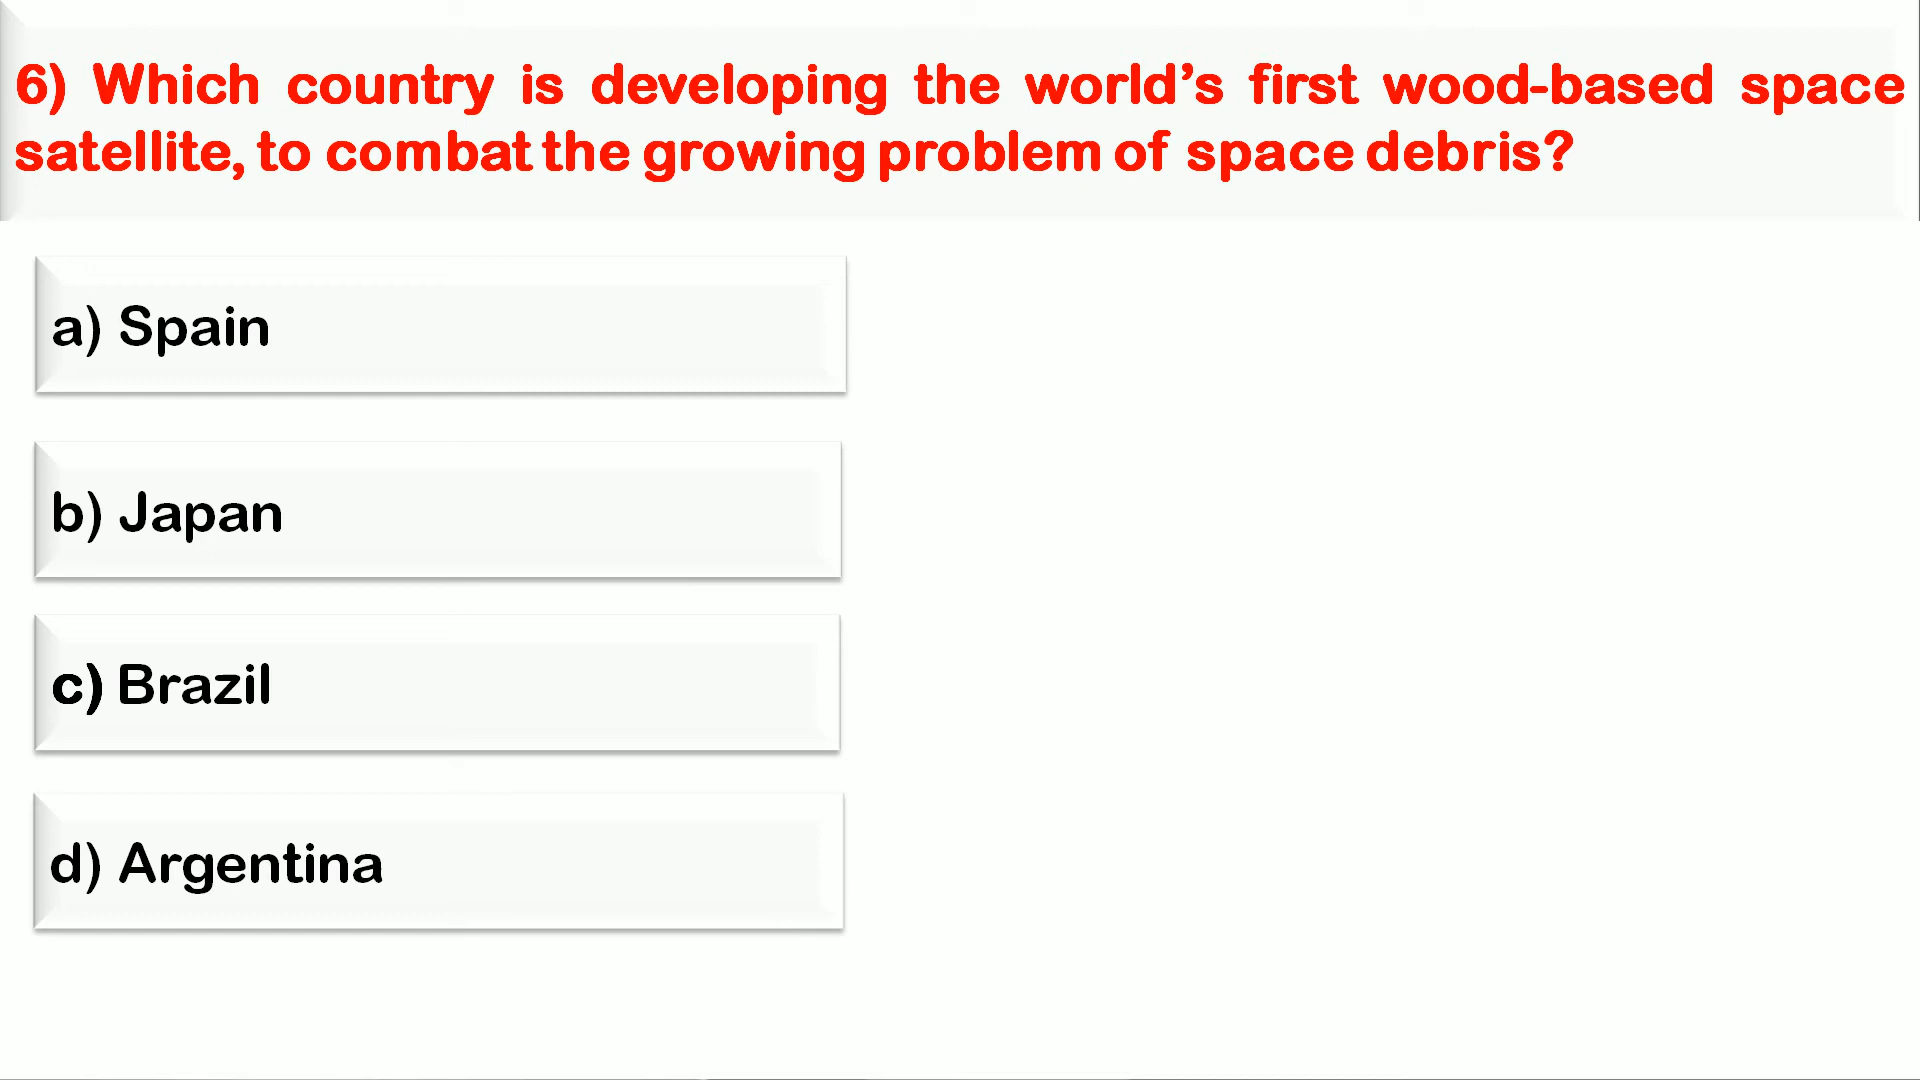 6) Which country is developing the world’s first wood-based space
satellite, to combat the growing problem of space debris?
a) Spain
b) Japan
c) Brazil
d) Argentina